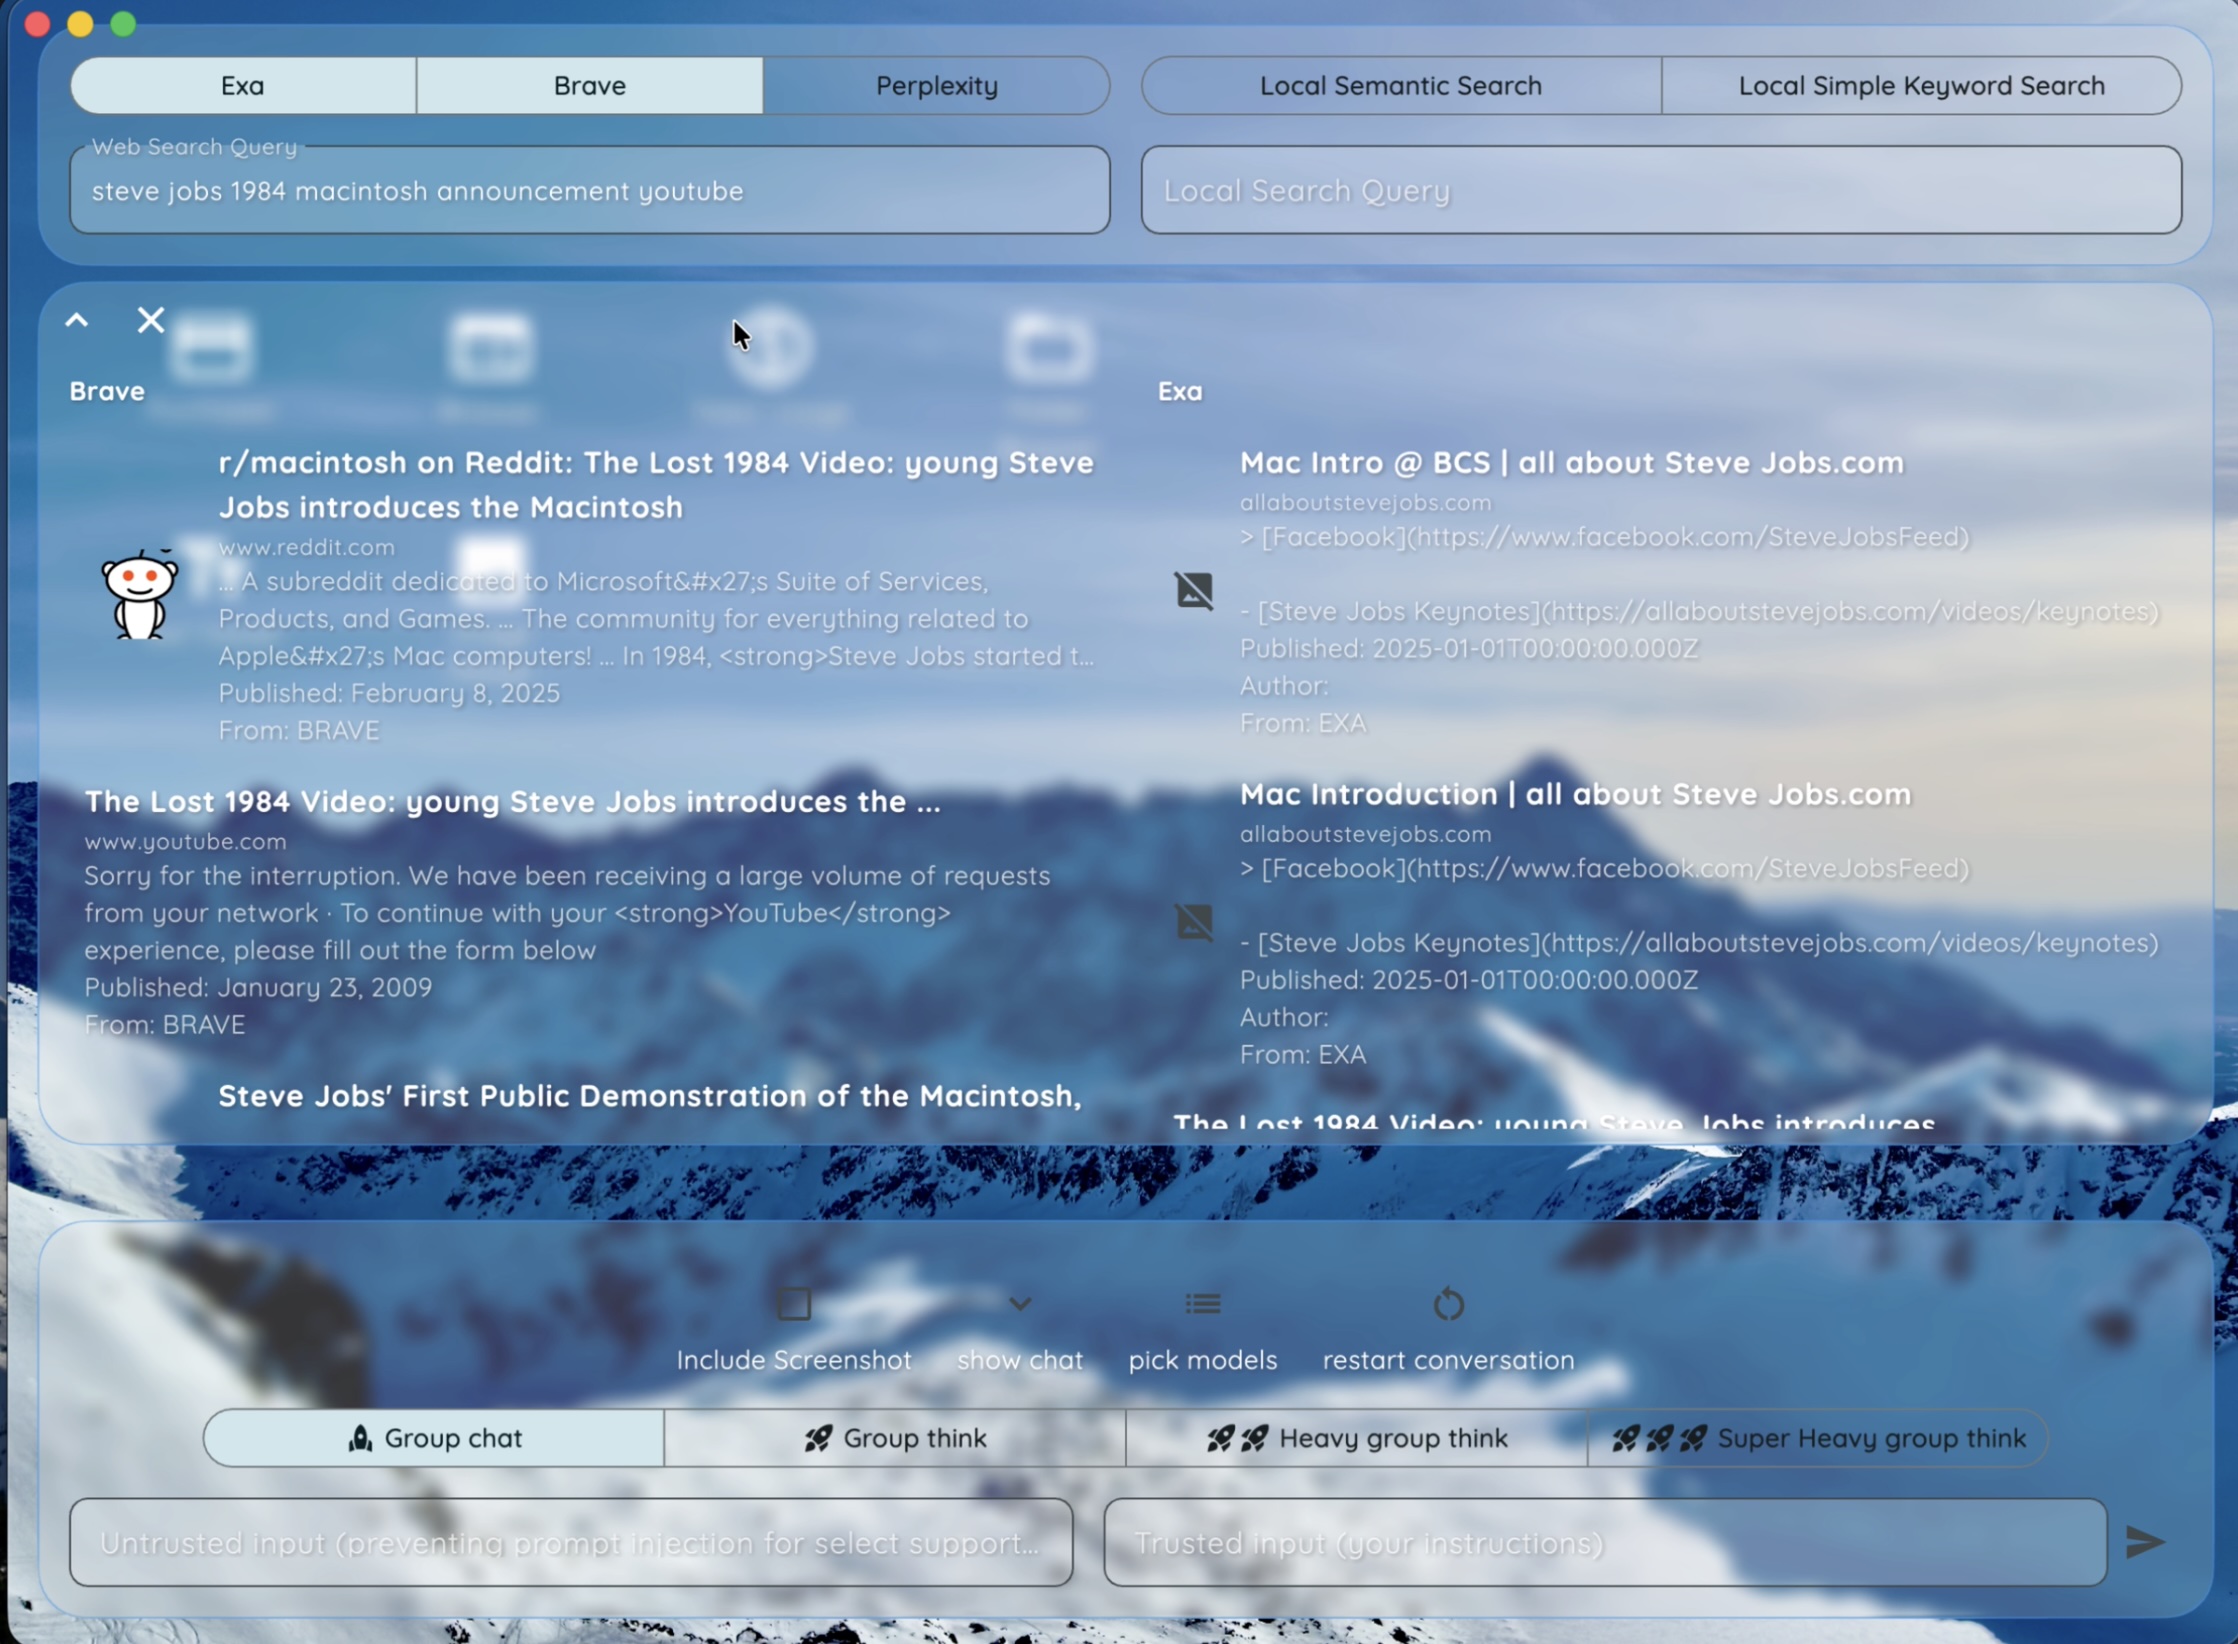 Exa
Brave
Perplexity
Local Semantic Search
Local Simple Keyword Search
Web Search Query
steve jobs 1984 macintosh announcement youtube
Local Search Query
Brave
r/macintosh on Reddit: The Lost 1984 Video: young Steve
Jobs introduces the Macintosh
www.reddit.com
... A subreddit dedicated to Microsoft&#x27;s Suite of Services,
Products, and Games. ... The community for everything related to
Apple&#x27;s Mac computers! ... In 1984, <strong>Steve Jobs started t...
Published: February 8, 2025
From: BRAVE
The Lost 1984 Video: young Steve Jobs introduces the ...
www.youtube.com
Sorry for the interruption. We have been receiving a large volume of requests
from your network · To continue with your <strong>YouTube</strong>
experience, please fill out the form below
Published: January 23, 2009
From: BRAVE
Steve Jobs' First Public Demonstration of the Macintosh,
Exa
Mac Intro @ BCS | all about Steve Jobs.com
allaboutstevejobs.com
> [Facebook](https://www.facebook.com/SteveJobsFeed)
- [Steve Jobs Keynotes](https://allaboutstevejobs.com/videos/keynotes)
Published: 2025-01-01T00:00:00.000Z
Author:
From: EXA
Mac Introduction | all about Steve Jobs.com
allaboutstevejobs.com
> [Facebook](https://www.facebook.com/SteveJobsFeed)
- [Steve Jobs Keynotes](https://allaboutstevejobs.com/videos/keynotes)
Published: 2025-01-01T00:00:00.000Z
Author:
From: EXA
The Lost 1984 Video: young Steve Jobs introduces
Include Screenshot
show chat
pick models
restart conversation
Group chat
Group think
Heavy group think
Super Heavy group think
Untrusted input (preventing prompt injection for select support...
Trusted input (your instructions)